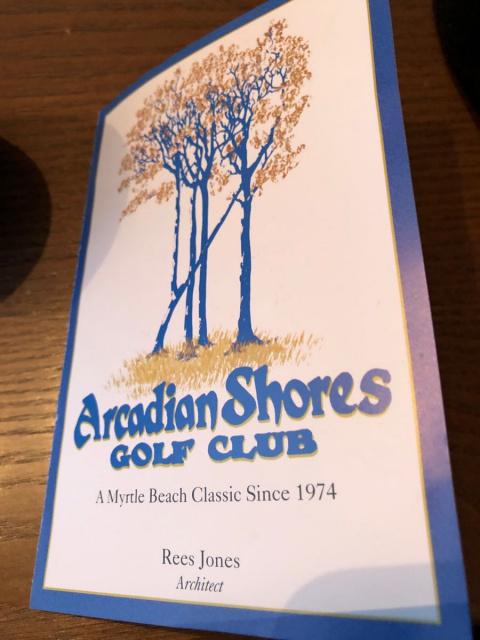 Arcadian Shores
GOLF CLUB
A Myrtle Beach Classic Since 1974
Rees Jones
Architect